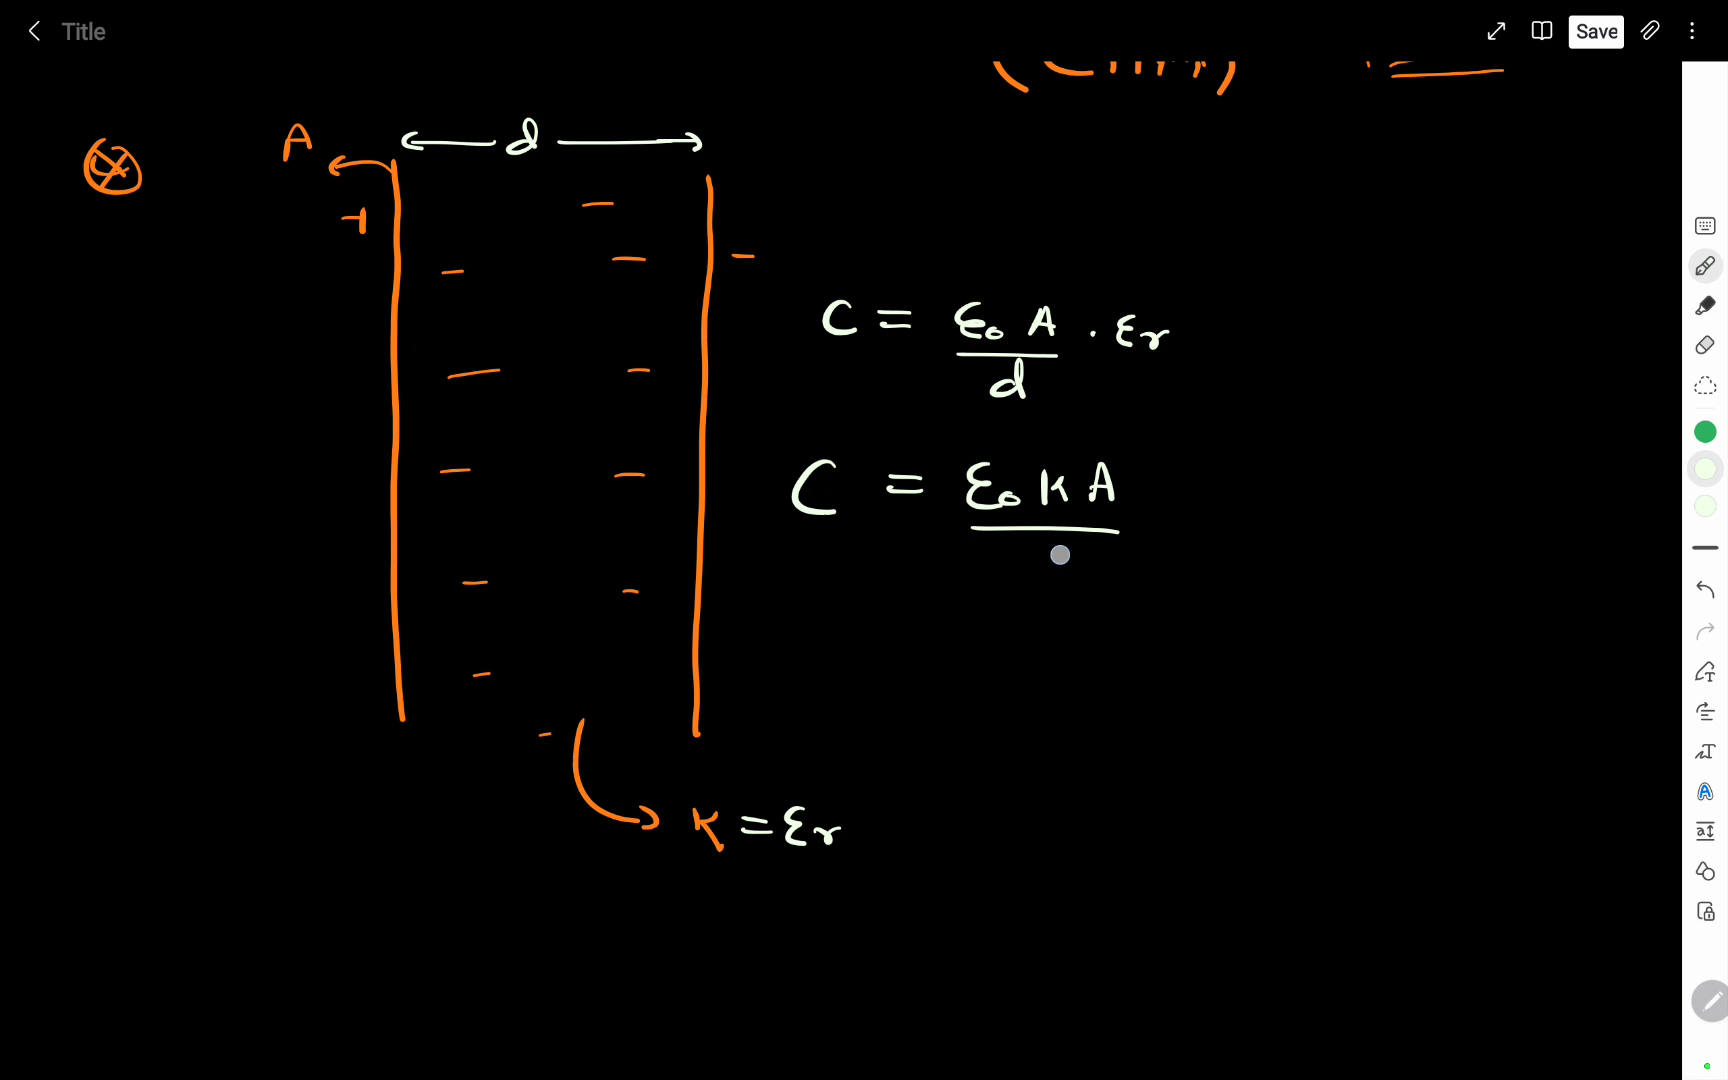 Title
Save
A
d
+
-
C = ε₀ A / d . εr
C = ε₀ K A
K = εr